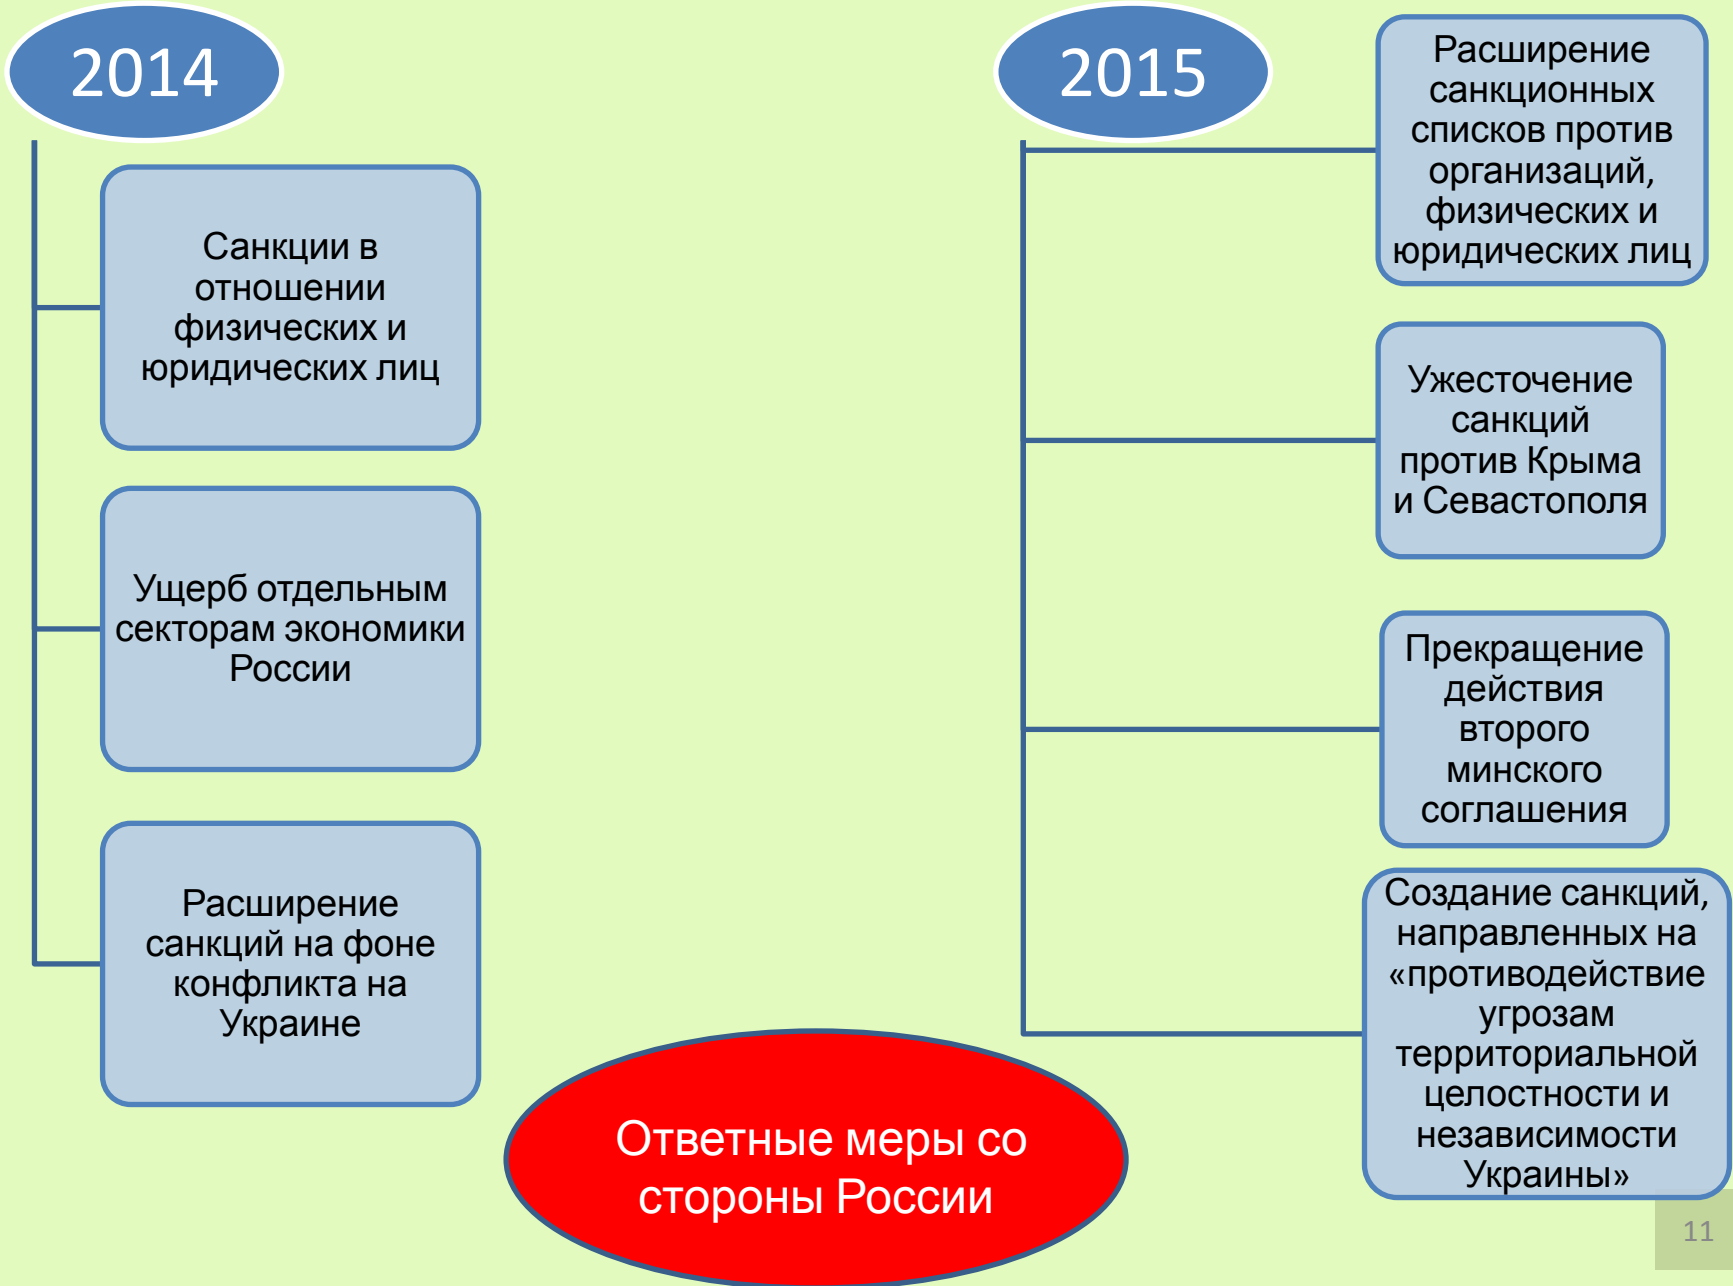 2014
Санкции в
отношении
физических и
юридических лиц
Ущерб отдельным
секторам экономики
России
Расширение
санкций на фоне
конфликта на
Украине
2015
Расширение
санкционных
списков против
организаций,
физических и
юридических лиц
Ужесточение
санкций
против Крыма
и Севастополя
Прекращение
действия
второго
минского
соглашения
Создание санкций,
направленных на
«противодействие
угрозам
территориальной
целостности и
независимости
Украины»
Ответные меры со
стороны России
11